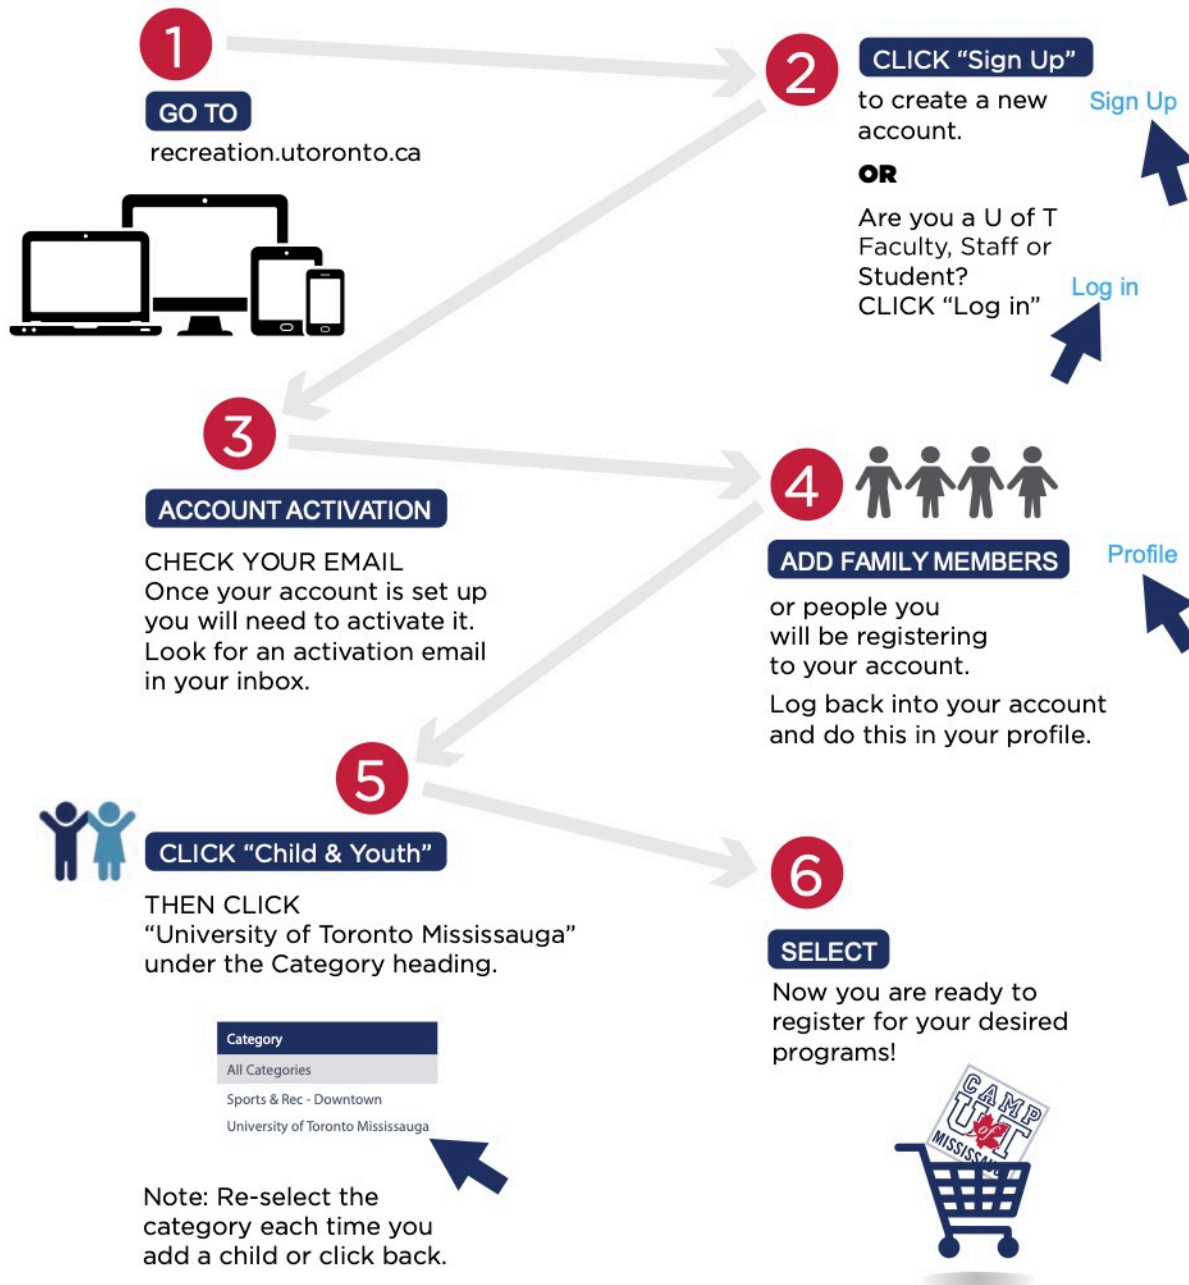 1
GO TO
recreation.utoronto.ca
2
CLICK “Sign Up”
to create a new
account.
Sign Up
OR
Are you a U of T
Faculty, Staff or
Student?
CLICK “Log in”
Log in
3
ACCOUNT ACTIVATION
CHECK YOUR EMAIL
Once your account is set up
you will need to activate it.
Look for an activation email
in your inbox.
4
ADD FAMILY MEMBERS
Profile
or people you
will be registering
to your account.
Log back into your account
and do this in your profile.
5
CLICK “Child & Youth”
THEN CLICK
“University of Toronto Mississauga”
under the Category heading.
Category
All Categories
Sports & Rec - Downtown
University of Toronto Mississauga
Note: Re-select the
category each time you
add a child or click back.
6
SELECT
Now you are ready to
register for your desired
programs!
CAMP
U of T